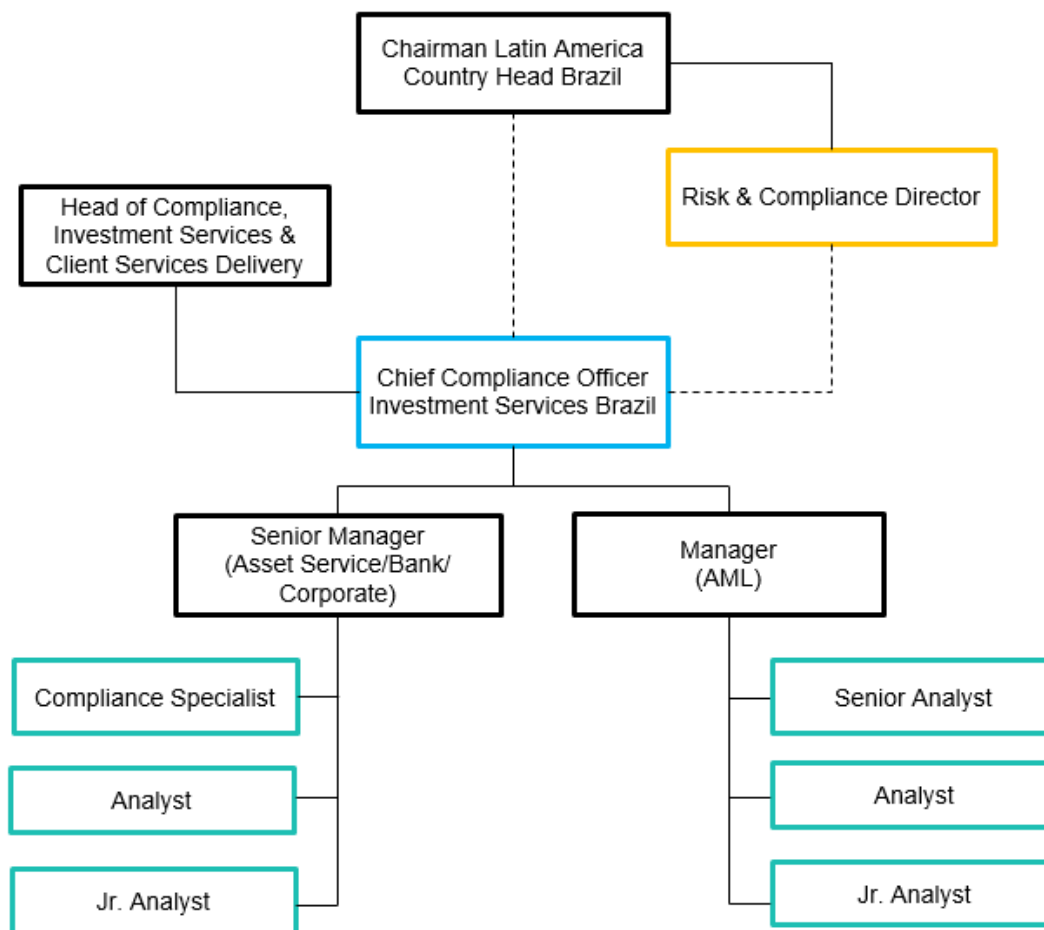 Chairman Latin America
Country Head Brazil
Risk & Compliance Director
Head of Compliance,
Investment Services &
Client Services Delivery
Chief Compliance Officer
Investment Services Brazil
Senior Manager
(Asset Service/Bank/
Corporate)
Manager
(AML)
Compliance Specialist
Senior Analyst
Analyst
Analyst
Jr. Analyst
Jr. Analyst